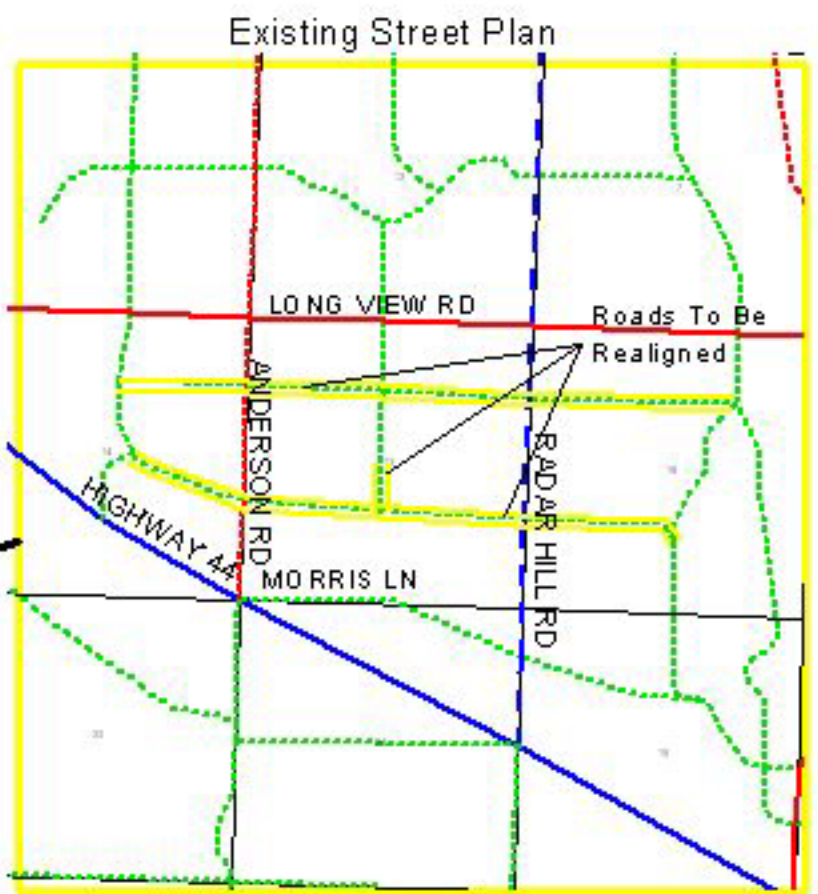 Existing Street Plan
LONG VIEW RD
Roads To Be
Realigned
ANDERSON RD
RADAR HILL RD
HIGHWAY 44
MORRIS LN